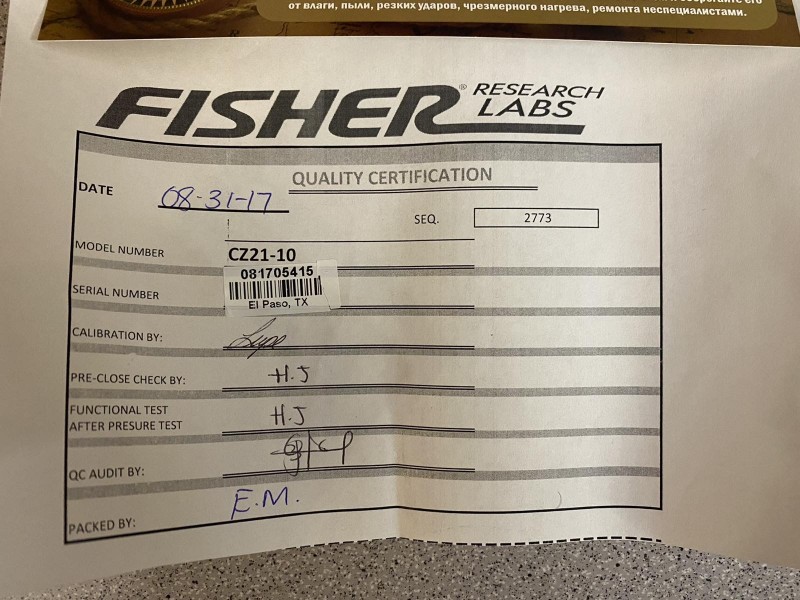 от влаги, пыли, резких ударов, чрезмерного нагрева, ремонта неспециалистами.
FISHER® RESEARCH LABS
QUALITY CERTIFICATION
DATE 08-31-17
SEQ. 2773
MODEL NUMBER CZ21-10
081705415
SERIAL NUMBER
El Paso, TX
CALIBRATION BY: Lupe
PRE-CLOSE CHECK BY: H.J
FUNCTIONAL TEST
AFTER PRESURE TEST H.J
QC AUDIT BY:
PACKED BY: E.M.